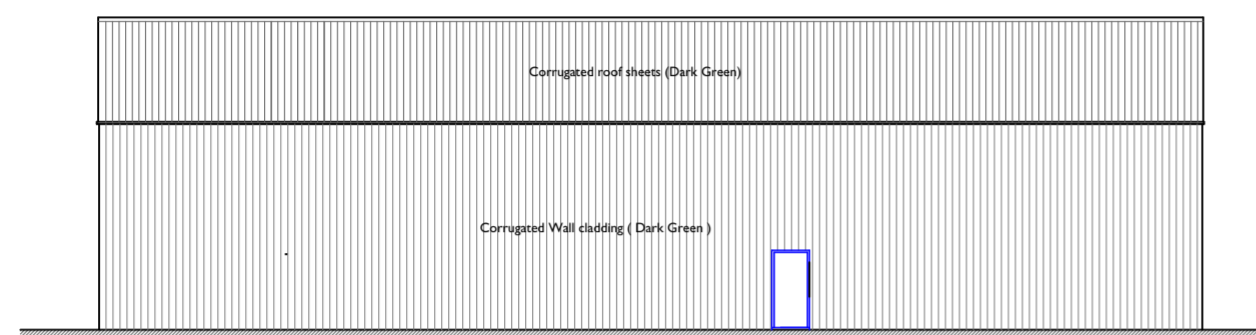 Corrugated roof sheets (Dark Green)
Corrugated Wall cladding ( Dark Green )